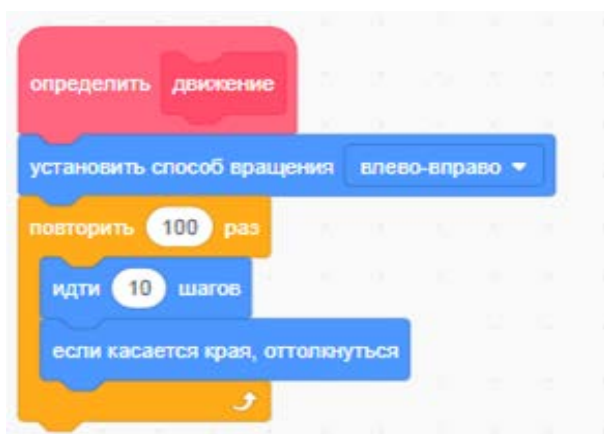 определить движение
установить способ вращения влево-вправо
повторить 100 раз
идти 10 шагов
если касается края, оттолкнуться